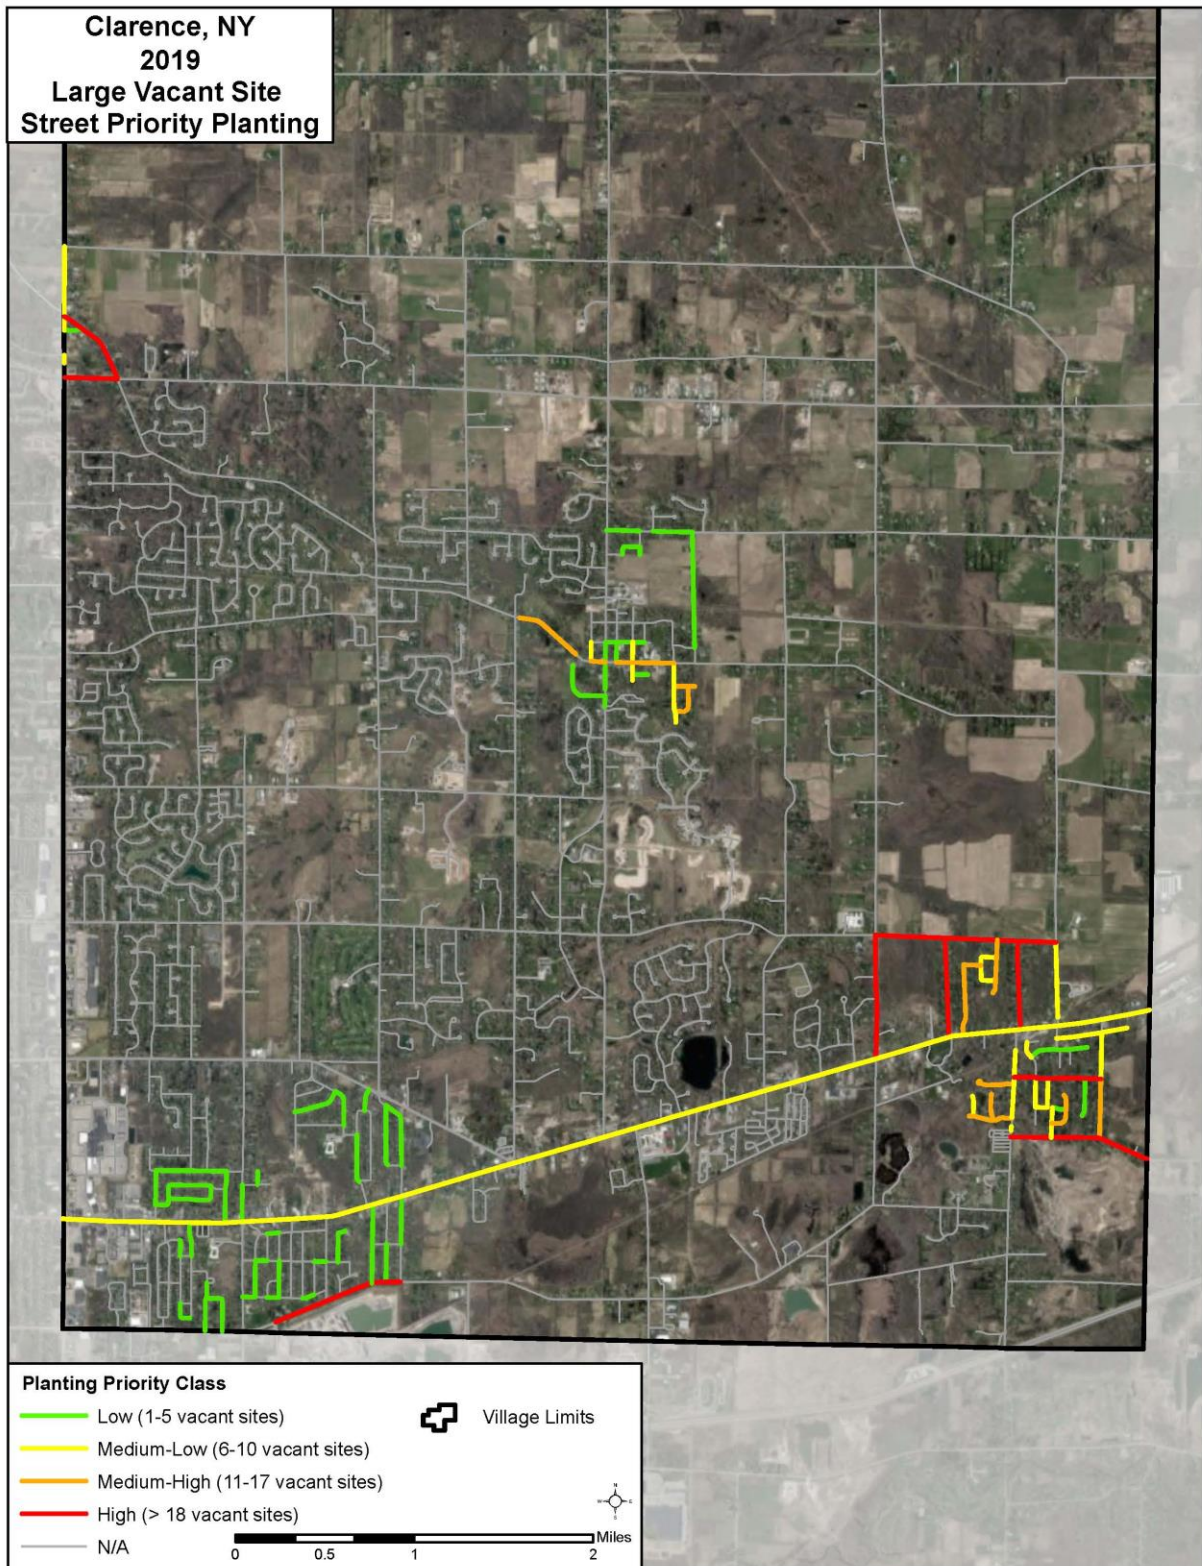 Clarence, NY
2019
Large Vacant Site
Street Priority Planting
Planting Priority Class
Low (1-5 vacant sites)
Village Limits
Medium-Low (6-10 vacant sites)
Medium-High (11-17 vacant sites)
High (> 18 vacant sites)
N/A
N
W E
S
Miles
0 0.5 1 2